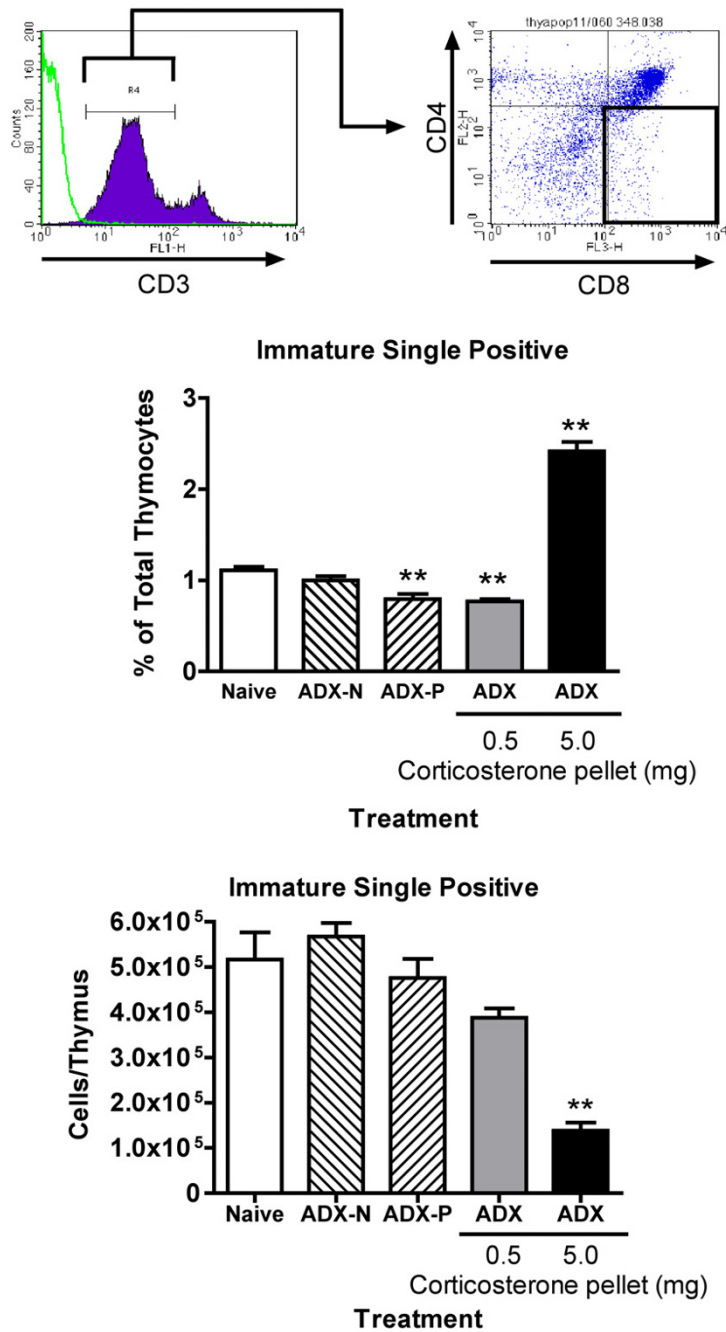 200
160
120
80
40
0
Counts
R4
10^0 10^1 10^2 10^3 10^4
FL1-H
CD3
thyapop11/060 348.038
CD4
FL2-H
10^4
10^3
10^2
10^1
10^0
10^0 10^1 10^2 10^3 10^4
FL3-H
CD8
Immature Single Positive
% of Total Thymocytes
3
2
1
0
** ** **
Naive ADX-N ADX-P ADX ADX
0.5 5.0
Corticosterone pellet (mg)
Treatment
Immature Single Positive
Cells/Thymus
6.0x10^5
5.0x10^5
4.0x10^5
3.0x10^5
2.0x10^5
1.0x10^5
0
**
Naive ADX-N ADX-P ADX ADX
0.5 5.0
Corticosterone pellet (mg)
Treatment